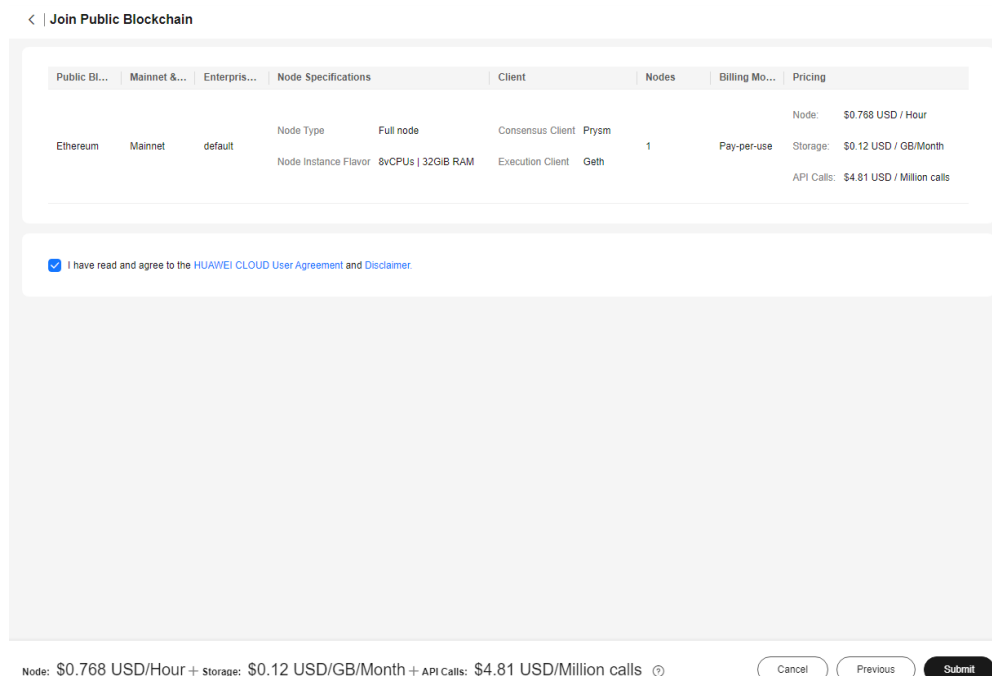 Join Public Blockchain
Public Bl... Mainnet &... Enterpris... Node Specifications Client Nodes Billing Mo... Pricing
Node: $0.768 USD / Hour
Node Type Full node Consensus Client Prysm
Ethereum Mainnet default 1 Pay-per-use Storage: $0.12 USD / GB/Month
Node Instance Flavor 8vCPUs | 32GiB RAM Execution Client Geth
API Calls: $4.81 USD / Million calls
I have read and agree to the HUAWEI CLOUD User Agreement and Disclaimer.
Node: $0.768 USD/Hour + Storage: $0.12 USD/GB/Month + API Calls: $4.81 USD/Million calls ? Cancel Previous Submit